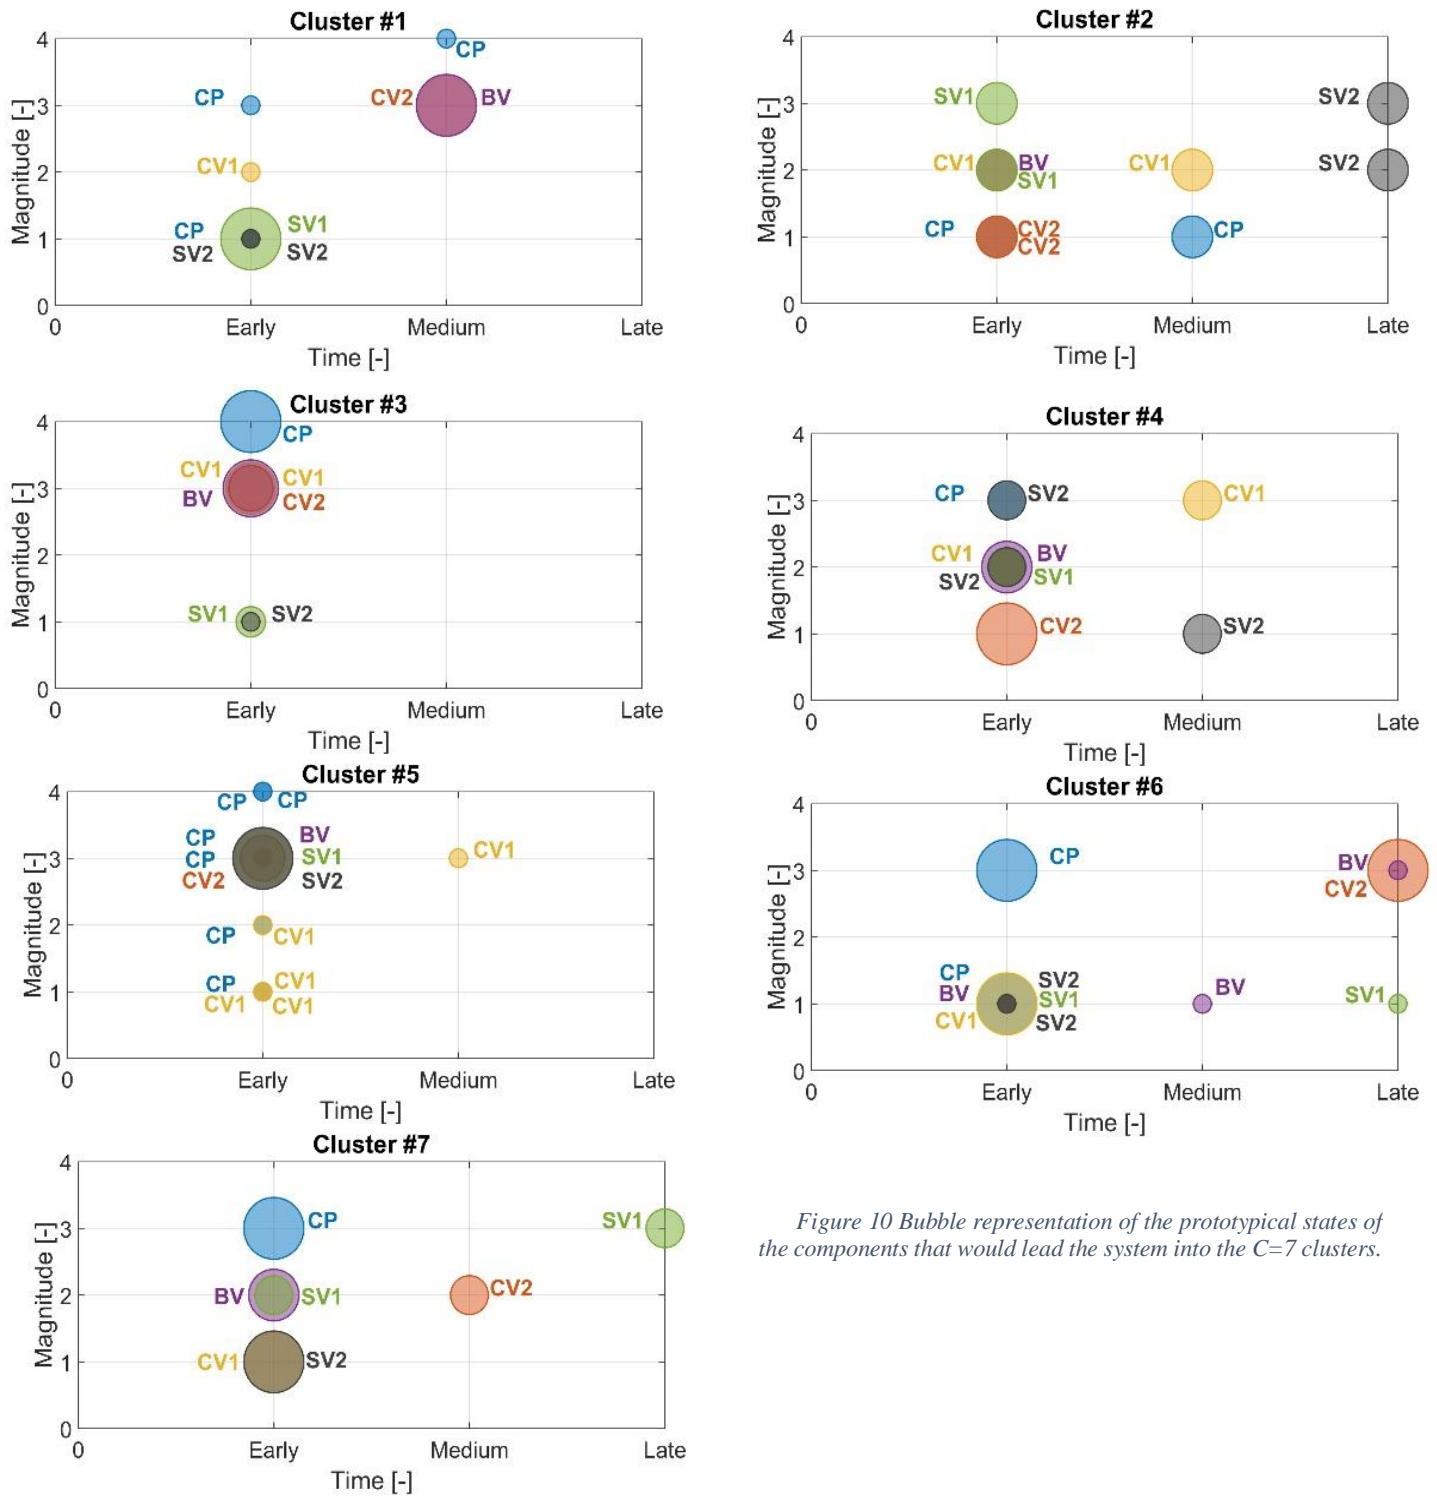 Cluster #1
4
3
2
1
0
Magnitude [-]
CP
CP
CV2 BV
CV1
CP SV1
SV2 SV2
0 Early Medium Late
Time [-]
Cluster #2
4
3
2
1
0
Magnitude [-]
SV1 SV2
CV1 BV CV1 SV2
SV1
CP CV2 CP
CV2
0 Early Medium Late
Time [-]
Cluster #3
4
3
2
1
0
Magnitude [-]
CP
CV1 CV1
BV CV2
SV1 SV2
0 Early Medium Late
Time [-]
Cluster #4
4
3
2
1
0
Magnitude [-]
CP SV2 CV1
CV1 BV
SV2 SV1
CV2 SV2
0 Early Medium Late
Time [-]
Cluster #5
4
3
2
1
0
Magnitude [-]
CP CP
CP BV
CP SV1 CV1
CV2 SV2
CP CV1
CP CV1
CV1 CV1
0 Early Medium Late
Time [-]
Cluster #6
4
3
2
1
0
Magnitude [-]
CP BV
CV2
CP SV2
BV SV1 BV SV1
CV1 SV2
0 Early Medium Late
Time [-]
Cluster #7
4
3
2
1
0
Magnitude [-]
CP SV1
BV SV1 CV2
CV1 SV2
0 Early Medium Late
Time [-]
Figure 10 Bubble representation of the prototypical states of
the components that would lead the system into the C=7 clusters.